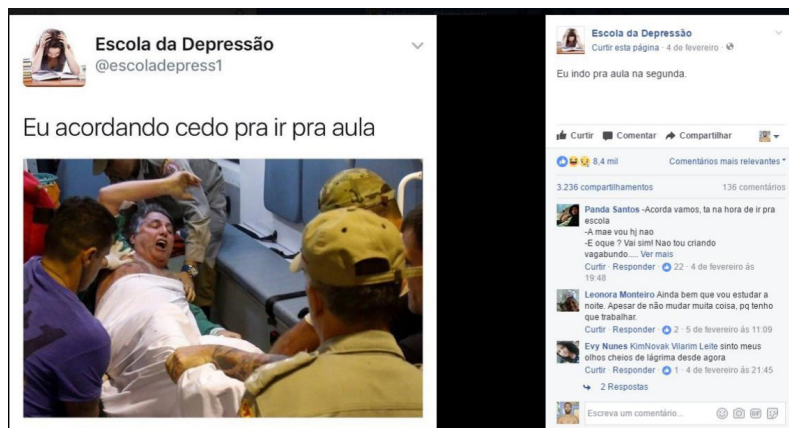 Escola da Depressão
@escoladepress1
Eu acordando cedo pra ir pra aula
Escola da Depressão
Curtir esta página · 4 de fevereiro ·
Eu indo pra aula na segunda.
Curtir Comentar Compartilhar
8,4 mil Comentários mais relevantes
3.236 compartilhamentos 136 comentários
Panda Santos -Acorda vamos, ta na hora de ir pra
escola
-A mae vou hj nao
-E oque ? Vai sim! Nao tou criando
vagabundo..... Ver mais
Curtir · Responder · 22 · 4 de fevereiro às
19:48
Leonora Monteiro Ainda bem que vou estudar a
noite. Apesar de não mudar muita coisa, pq tenho
que trabalhar.
Curtir · Responder · 2 · 5 de fevereiro às 11:09
Evy Nunes KimNovak Vilarim Leite sinto meus
olhos cheios de lágrima desde agora
Curtir · Responder · 1 · 4 de fevereiro às 21:45
2 Respostas
Escreva um comentário...
GIF